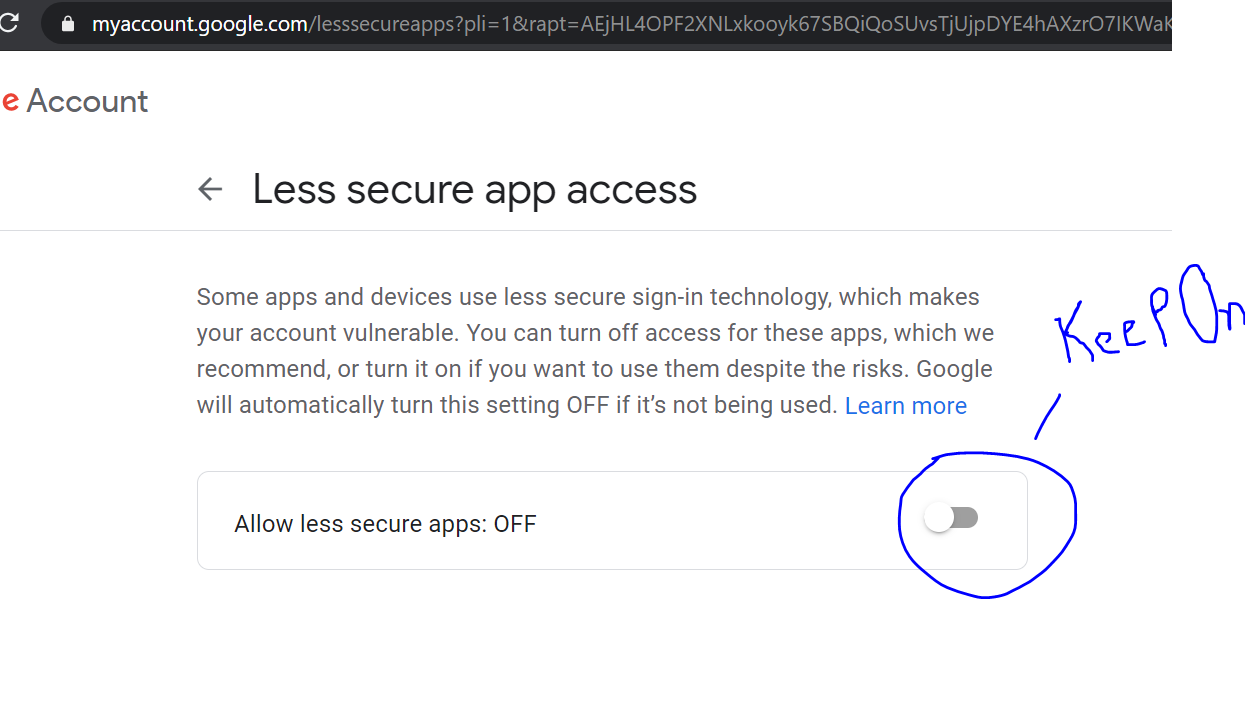 myaccount.google.com/lesssecureapps?pli=1&rapt=AEjHL4OPF2XNLxkooyk67SBQiQoSUvsTjUjpDYE4hAXzrO7IKWaK
e Account
Less secure app access
Some apps and devices use less secure sign-in technology, which makes
your account vulnerable. You can turn off access for these apps, which we
recommend, or turn it on if you want to use them despite the risks. Google
will automatically turn this setting OFF if it's not being used. Learn more
KeeP On
Allow less secure apps: OFF